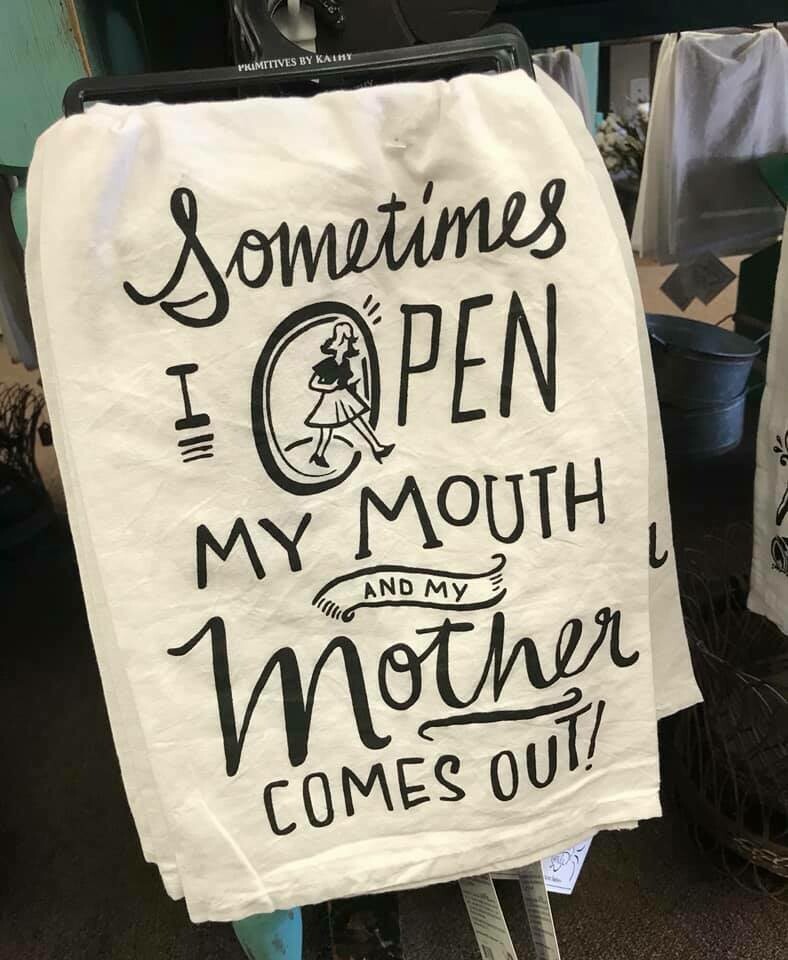 PRIMITIVES BY KATHY
Sometimes
I OPEN
MY MOUTH
AND MY
Mother
COMES OUT!